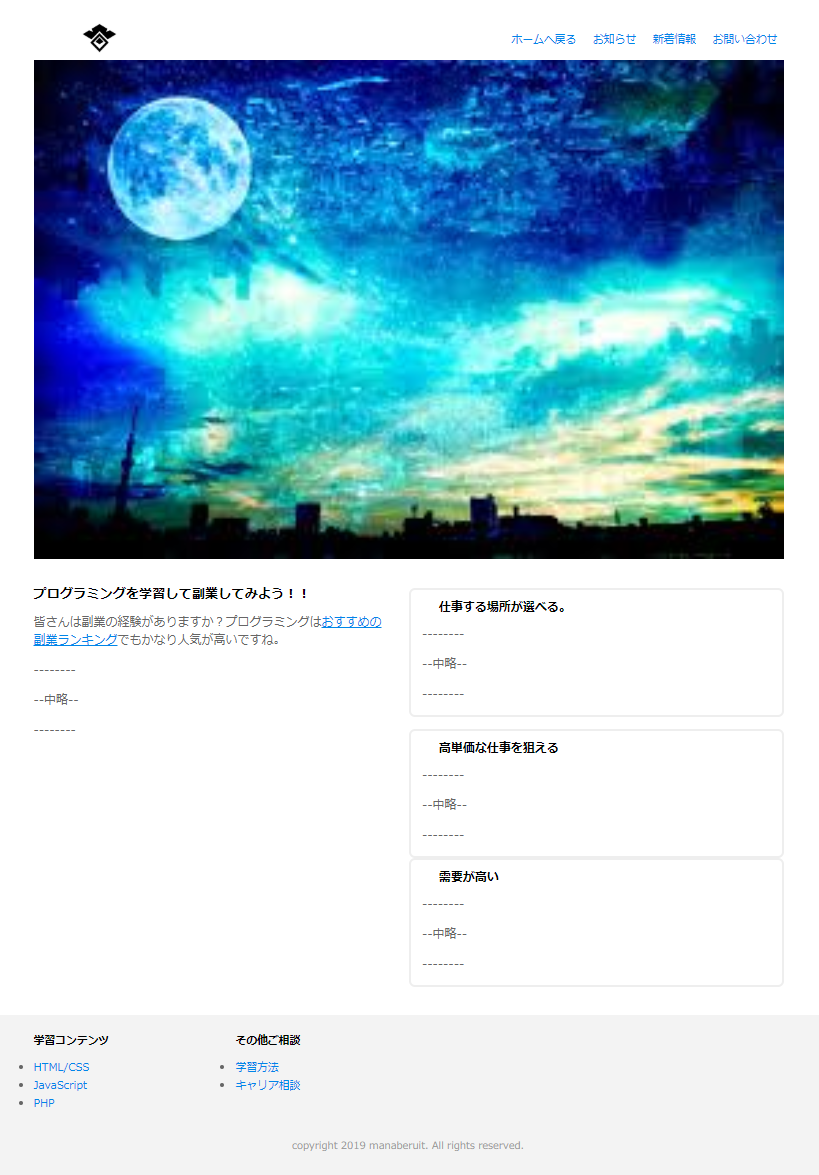 ホームへ戻る お知らせ 新着情報 お問い合わせ
プログラミングを学習して副業してみよう！！
皆さんは副業の経験がありますか？プログラミングはおすすめの
副業ランキングでもかなり人気が高いですね。
--------
--中略--
--------
仕事する場所が選べる。
--------
--中略--
--------
高単価な仕事を狙える
--------
--中略--
--------
需要が高い
--------
--中略--
--------
学習コンテンツ
HTML/CSS
JavaScript
PHP
その他ご相談
学習方法
キャリア相談
copyright 2019 manaberuit. All rights reserved.